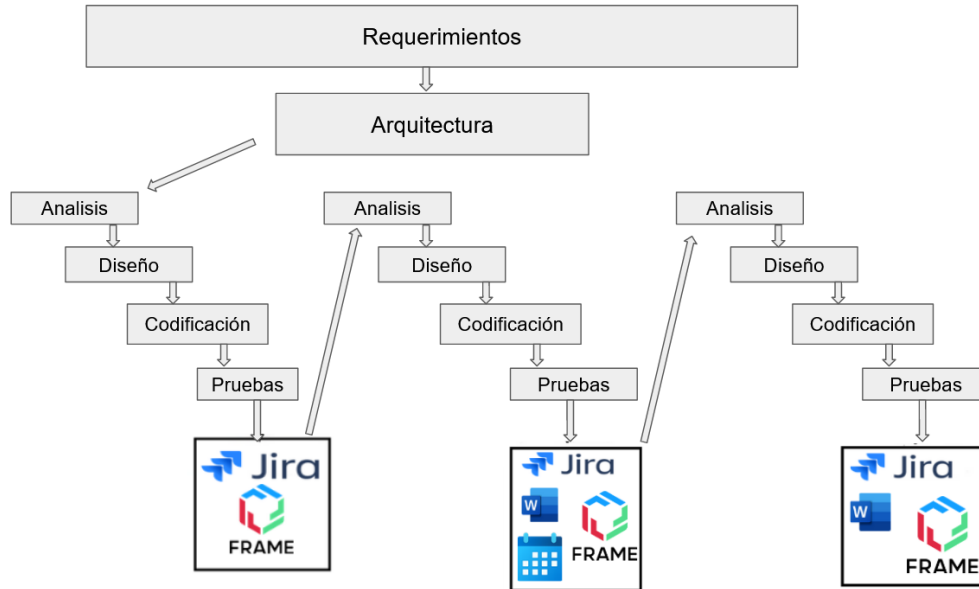 Requerimientos
Arquitectura
Analisis
Analisis
Analisis
Diseño
Diseño
Diseño
Codificación
Codificación
Codificación
Pruebas
Pruebas
Pruebas
Jira
FRAME
Jira
W
FRAME
Jira
W
FRAME